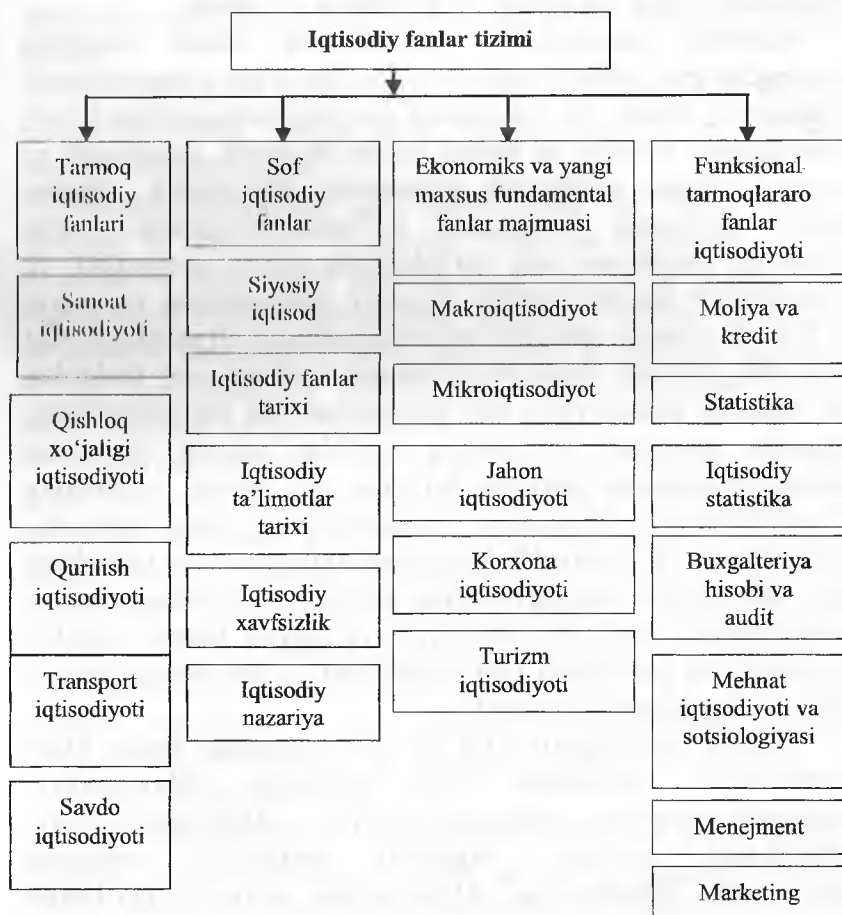 Iqtisodiy fanlar tizimi
Tarmoq
iqtisodiy
fanlari
Sanoat
iqtisodiyoti
Qishloq
xo‘jaligi
iqtisodiyoti
Qurilish
iqtisodiyoti
Transport
iqtisodiyoti
Savdo
iqtisodiyoti
Sof
iqtisodiy
fanlar
Siyosiy
iqtisod
Iqtisodiy fanlar
tarixi
Iqtisodiy
ta’limotlar
tarixi
Iqtisodiy
xavfsizlik
Iqtisodiy
nazariya
Ekonomiks va yangi
maxsus fundamental
fanlar majmuasi
Makroiqtisodiyot
Mikroiqtisodiyot
Jahon
iqtisodiyoti
Korxona
iqtisodiyoti
Turizm
iqtisodiyoti
Funksional-
tarmoqlararo
fanlar
iqtisodiyoti
Moliya va
kredit
Statistika
Iqtisodiy
statistika
Buxgalteriya
hisobi va
audit
Mehnat
iqtisodiyoti va
sotsiologiyasi
Menejment
Marketing